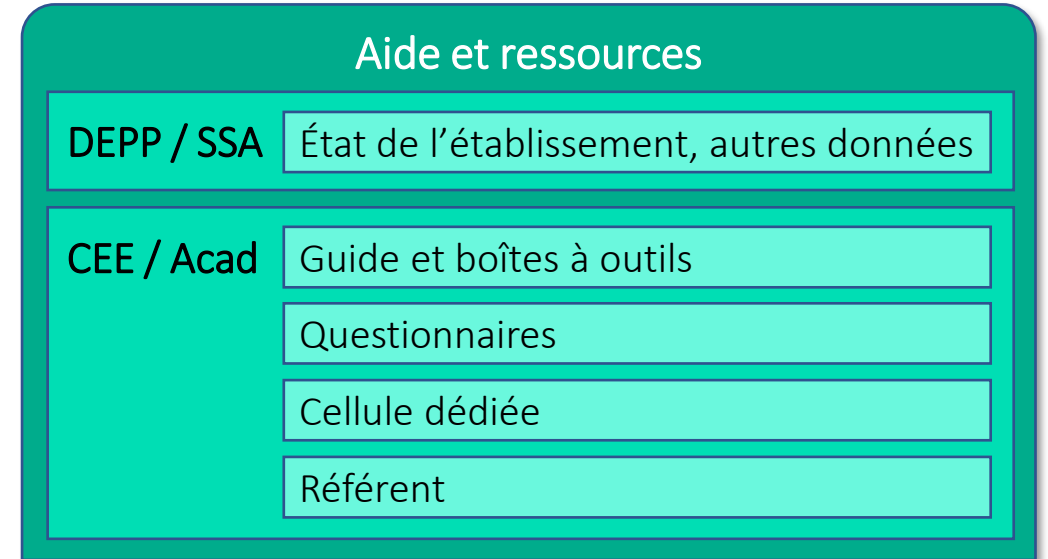 Aide et ressources
DEPP / SSA
État de l’établissement, autres données
CEE / Acad
Guide et boîtes à outils
Questionnaires
Cellule dédiée
Référent